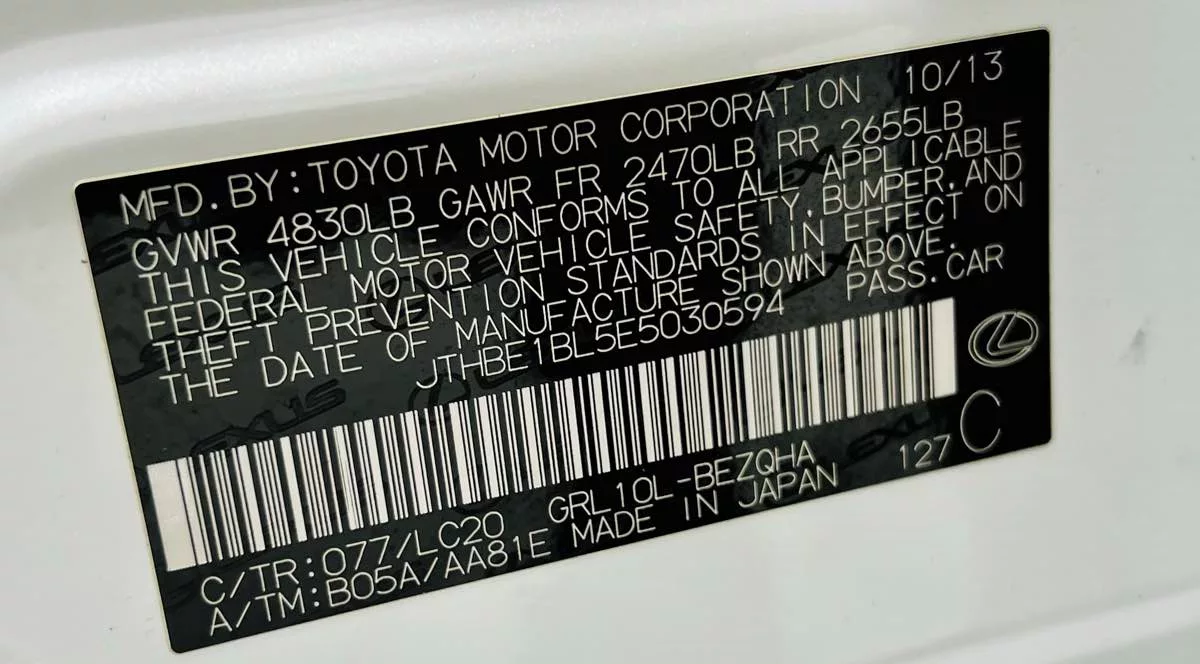 MFD.BY:TOYOTA MOTOR CORPORATION 10/13
GVWR 4830LB GAWR FR 2470LB RR 2655LB
THIS VEHICLE CONFORMS TO ALL APPLICABLE
FEDERAL MOTOR VEHICLE SAFETY,BUMPER,AND
THEFT PREVENTION STANDARDS IN EFFECT ON
THE DATE OF MANUFACTURE SHOWN ABOVE.
JTHBE1BL5E5030594 PASS.CAR
C/TR:077/LC20 GRL10L-BEZQHA 127 C
A/TM:B05A/AA81E MADE IN JAPAN